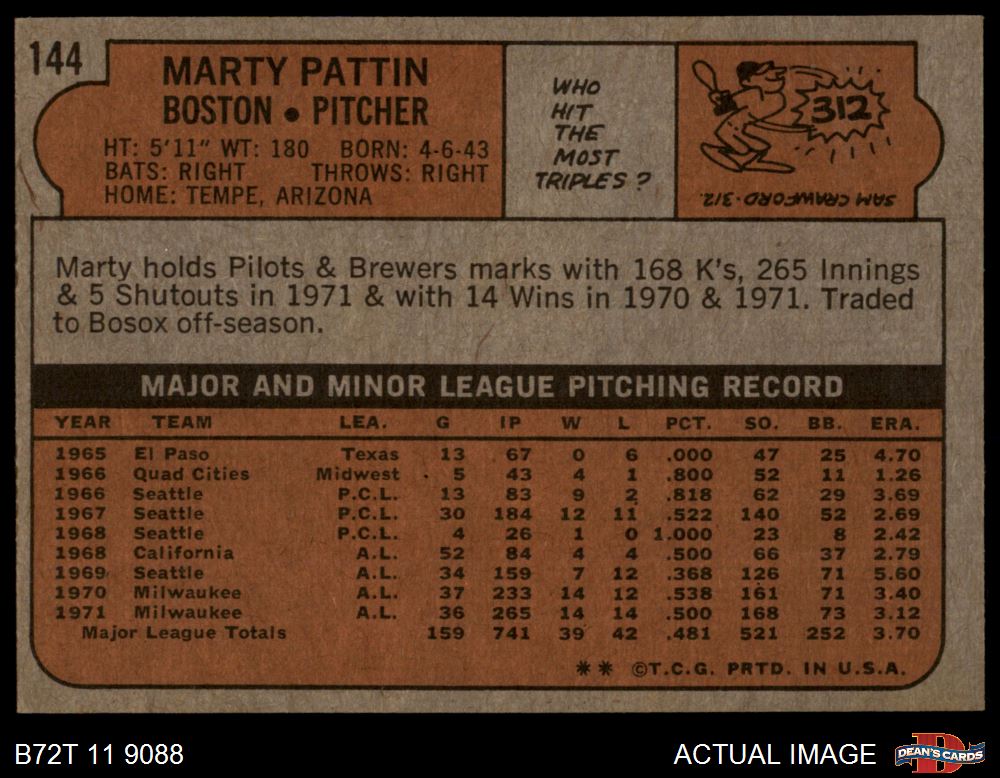 144
MARTY PATTIN
BOSTON • PITCHER
HT: 5'11" WT: 180 BORN: 4-6-43
BATS: RIGHT THROWS: RIGHT
HOME: TEMPE, ARIZONA
WHO
HIT
THE
MOST
TRIPLES?
312
SAM CRAWFORD-312.
Marty holds Pilots & Brewers marks with 168 K's, 265 Innings
& 5 Shutouts in 1971 & with 14 Wins in 1970 & 1971. Traded
to Bosox off-season.
MAJOR AND MINOR LEAGUE PITCHING RECORD
YEAR TEAM LEA. G IP W L PCT. SO. BB. ERA.
1965 El Paso Texas 13 67 0 6 .000 47 25 4.70
1966 Quad Cities Midwest 5 43 4 1 .800 52 11 1.26
1966 Seattle P.C.L. 13 83 9 2 .818 62 29 3.69
1967 Seattle P.C.L. 30 184 12 11 .522 140 52 2.69
1968 Seattle P.C.L. 4 26 1 0 1.000 23 8 2.42
1968 California A.L. 52 84 4 4 .500 66 37 2.79
1969 Seattle A.L. 34 159 7 12 .368 126 71 5.60
1970 Milwaukee A.L. 37 233 14 12 .538 161 71 3.40
1971 Milwaukee A.L. 36 265 14 14 .500 168 73 3.12
Major League Totals 159 741 39 42 .481 521 252 3.70
** ©T.C.G. PRTD. IN U.S.A.
B72T 11 9088
ACTUAL IMAGE
D
DEAN'S CARDS